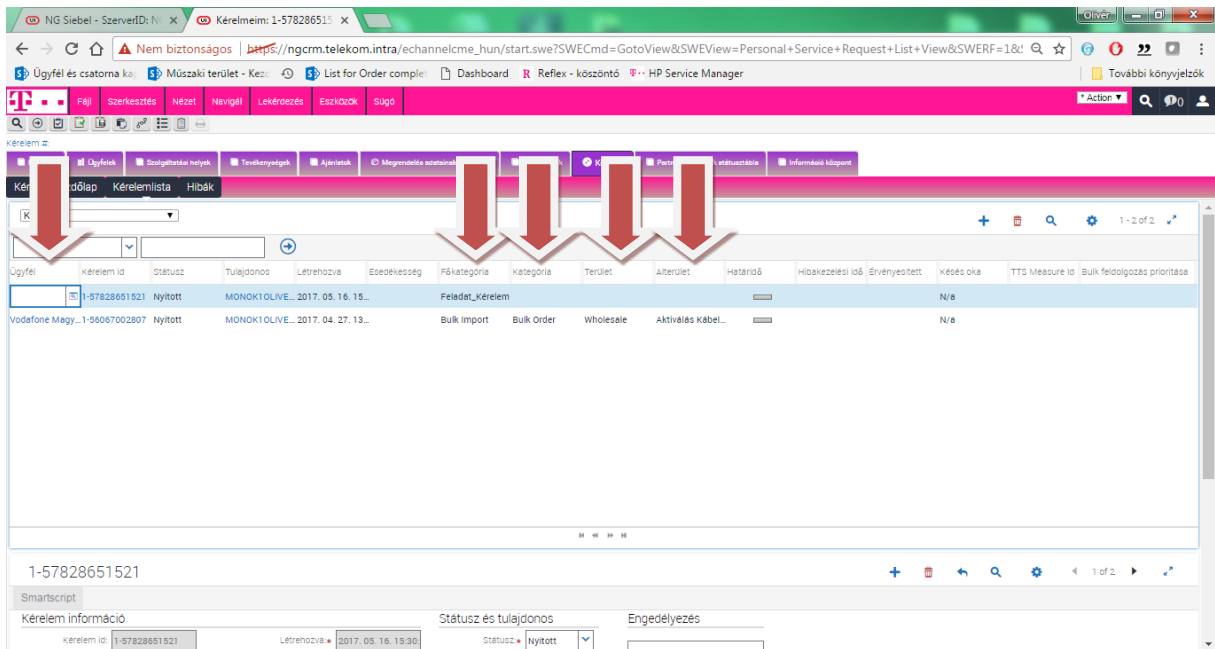 NG Siebel - SzerverID: N
Kérelmeim: 1-578286515
Olivér
Nem biztonságos | https://ngcrm.telekom.intra/echannelcme_hun/start.swe?SWECmd=GotoView&SWEView=Personal+Service+Request+List+View&SWERF=1&
Ügyfél és csatorna ka
Műszaki terület - Kez
List for Order complet
Dashboard
Reflex - köszöntő
HP Service Manager
További könyvjelzők
Fájl Szerkesztés Nézet Navigál Lekérdezés Eszközök Súgó
* Action
0
Kérelem #:
Ügyfelek Szolgáltatási helyek Tevékenységek Ajánlatok Megrendelés státusztábla Információ központ
Kérelemlista Hibák
1 - 2 of 2
Ügyfél Kérelem id Státusz Tulajdonos Létrehozva Esedékesség Főkategória Kategória Terület Alterület Határidő Hibakezelési idő Érvényesített Késés oka TTS Measure Id Bulk feldolgozás prioritása
1-57828651521 Nyitott MONOK1OLIVE... 2017. 05. 16. 15... Feladat_Kérelem N/a
Vodafone Magy... 1-56067002807 Nyitott MONOK1OLIVE... 2017. 04. 27. 13... Bulk Import Bulk Order Wholesale Aktiválás Kábel... N/a
1-57828651521
1 of 2
Smartscript
Kérelem információ Státusz és tulajdonos Engedélyezés
Kérelem id: 1-57828651521 Létrehozva:* 2017. 05. 16. 15:30: Státusz:* Nyitott